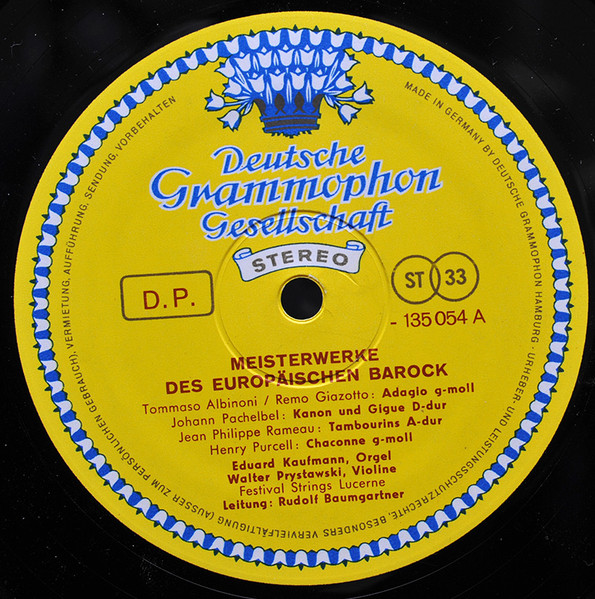 Deutsche
Grammophon
Gesellschaft
STEREO
D.P.
ST 33
- 135 054 A
MEISTERWERKE
DES EUROPÄISCHEN BAROCK
Tommaso Albinoni / Remo Giazotto: Adagio g-moll
Johann Pachelbel: Kanon und Gigue D-dur
Jean Philippe Rameau: Tambourins A-dur
Henry Purcell: Chaconne g-moll
Eduard Kaufmann, Orgel
Walter Prystawski, Violine
Festival Strings Lucerne
Leitung: Rudolf Baumgartner
MADE IN GERMANY BY DEUTSCHE GRAMMOPHON HAMBURG - URHEBER- UND LEISTUNGSSCHUTZRECHTE, BESONDERS VERVIELFÄLTIGUNG (AUSSER ZUM PERSÖNLICHEN GEBRAUCH), VERMIETUNG, AUFFÜHRUNG, SENDUNG, VORBEHALTEN